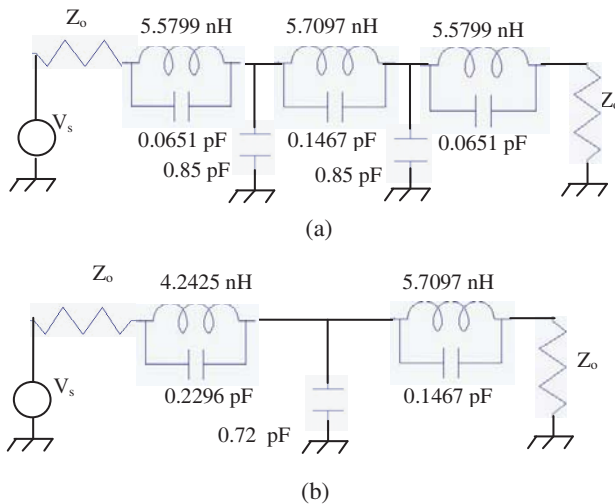 Zo
5.5799 nH
5.7097 nH
5.5799 nH
Vs
Zo
0.0651 pF
0.1467 pF
0.0651 pF
0.85 pF
0.85 pF
(a)
Zo
4.2425 nH
5.7097 nH
Vs
Zo
0.2296 pF
0.1467 pF
0.72 pF
(b)